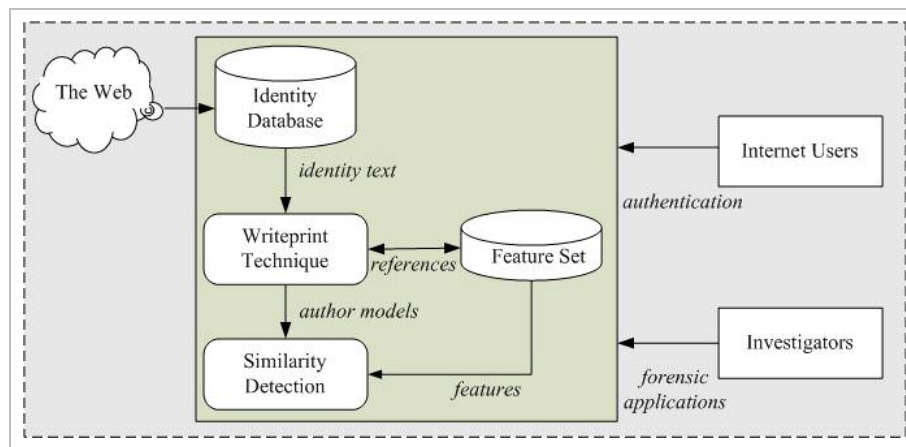 The Web
Identity
Database
identity text
Writeprint
Technique
references
Feature Set
author models
Similarity
Detection
features
Internet Users
authentication
Investigators
forensic
applications